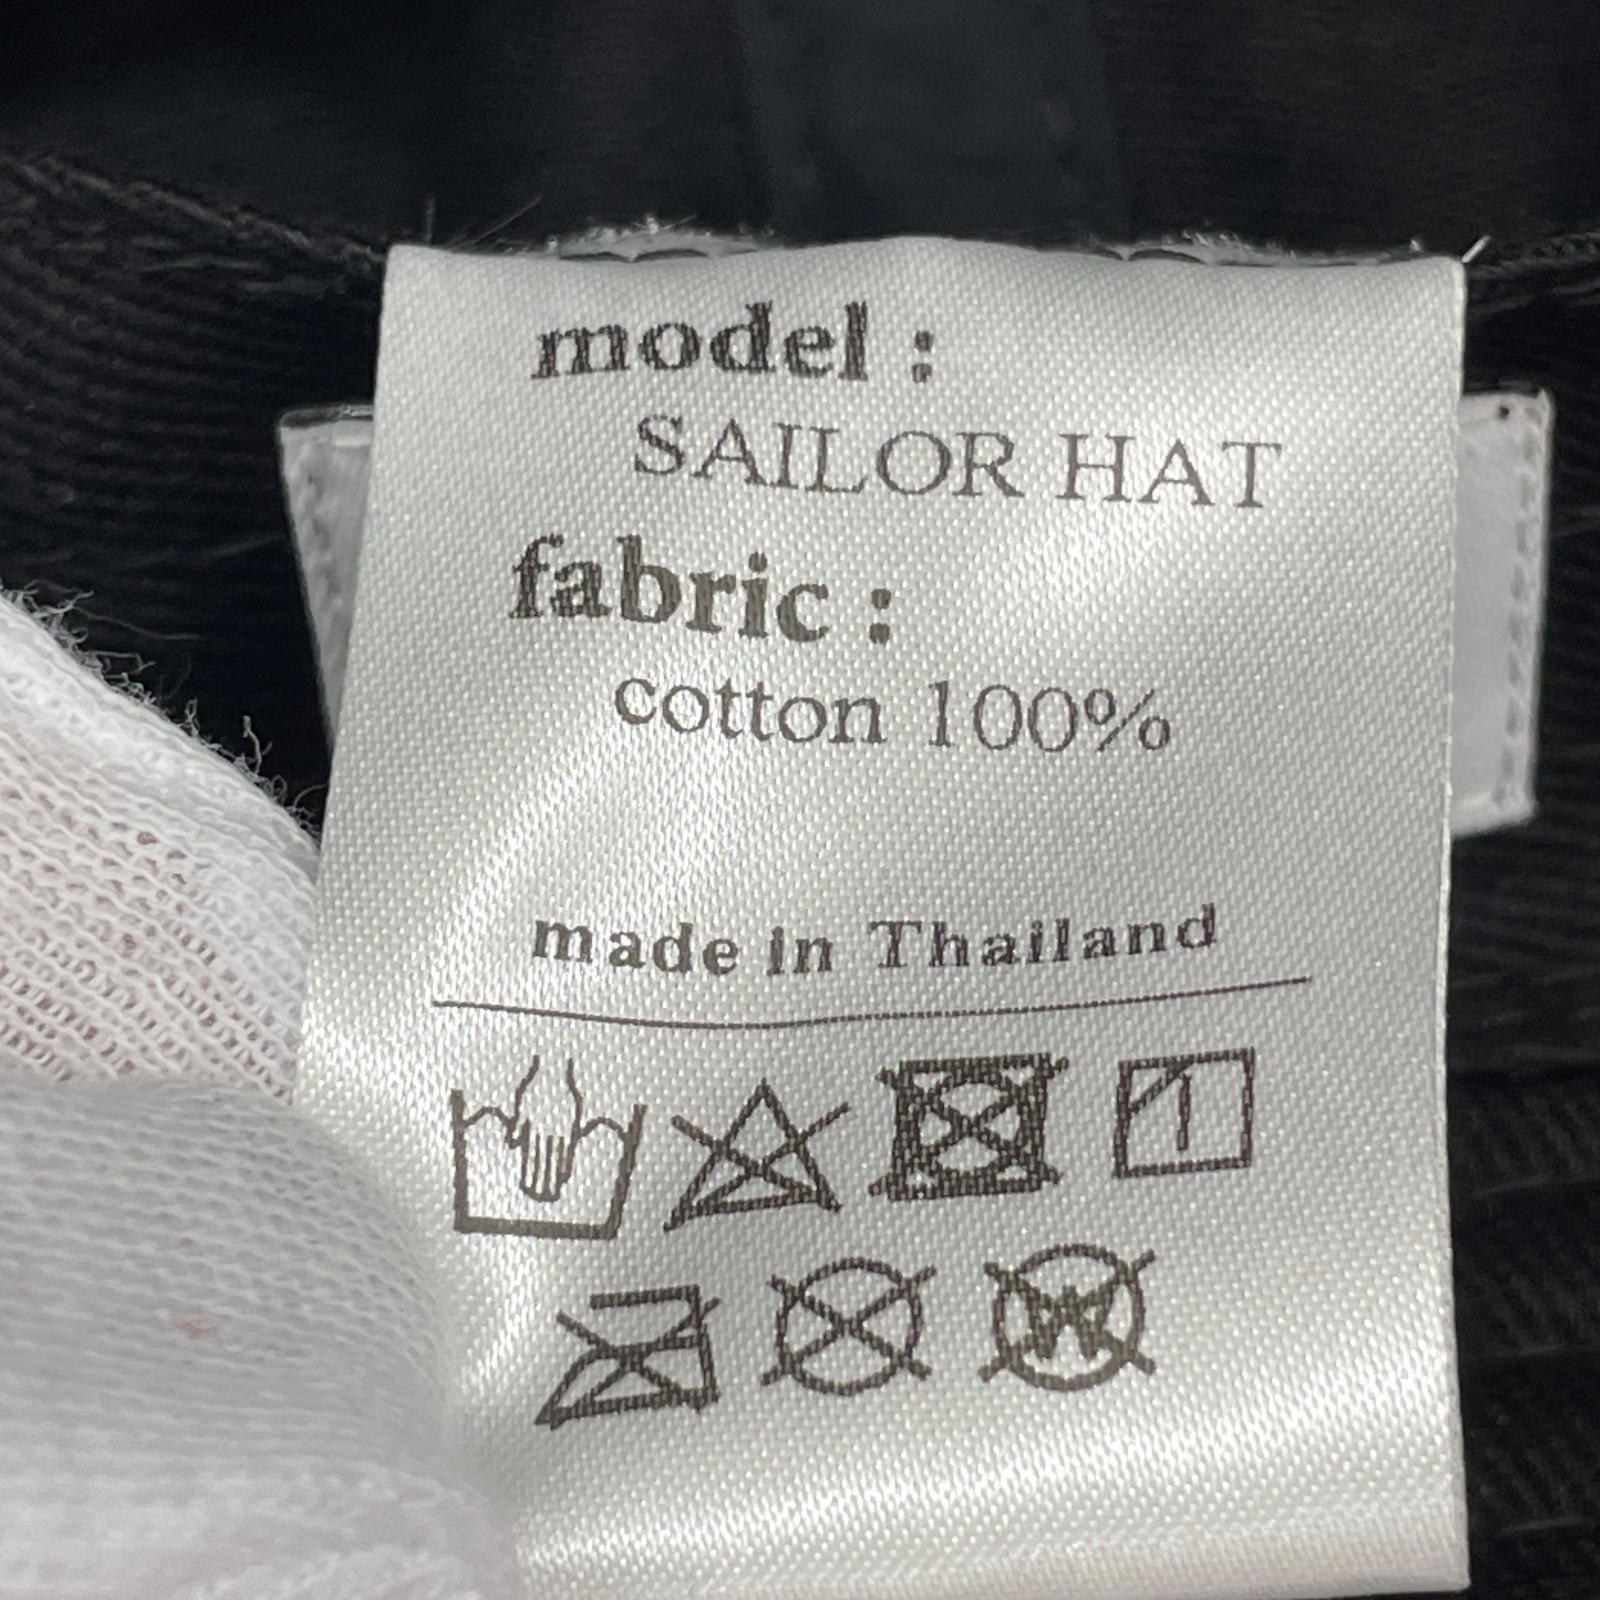 model :
SAILOR HAT
fabric :
cotton 100%
made in Thailand
W